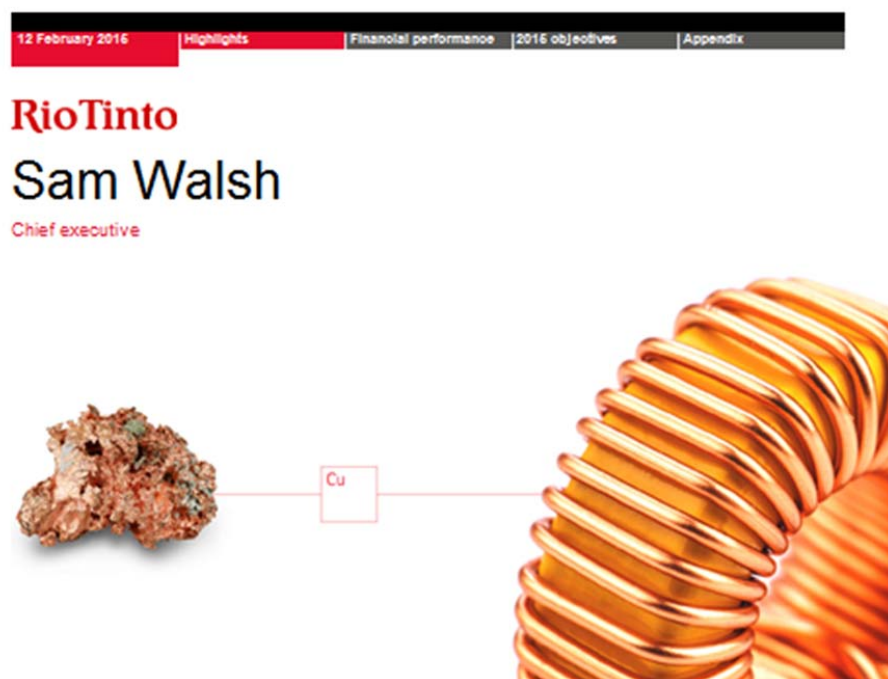 12 February 2016
Highlights
Financial performance
2016 objectives
Appendix
RioTinto
Sam Walsh
Chief executive
Cu